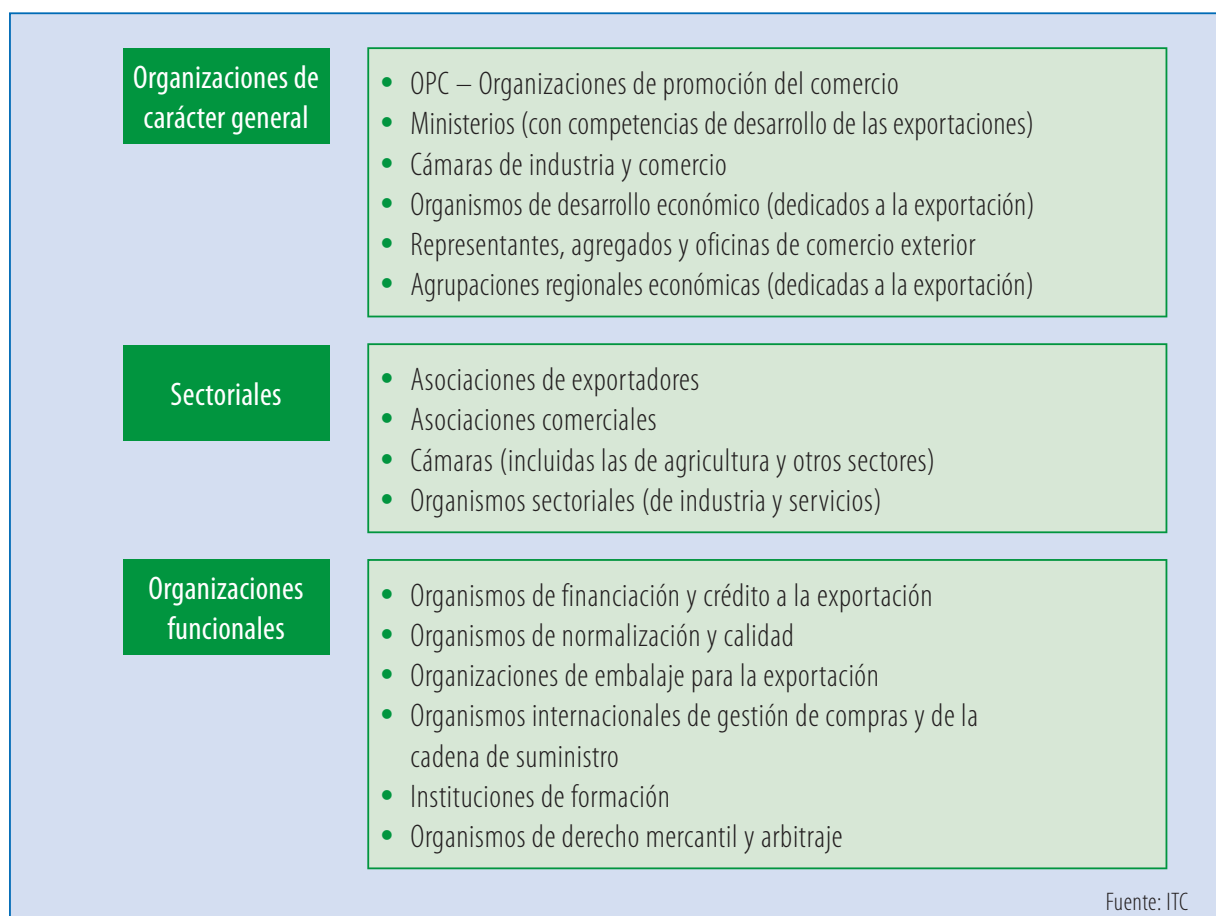 Organizaciones de
carácter general
• OPC – Organizaciones de promoción del comercio
• Ministerios (con competencias de desarrollo de las exportaciones)
• Cámaras de industria y comercio
• Organismos de desarrollo económico (dedicados a la exportación)
• Representantes, agregados y oficinas de comercio exterior
• Agrupaciones regionales económicas (dedicadas a la exportación)
Sectoriales
• Asociaciones de exportadores
• Asociaciones comerciales
• Cámaras (incluidas las de agricultura y otros sectores)
• Organismos sectoriales (de industria y servicios)
Organizaciones
funcionales
• Organismos de financiación y crédito a la exportación
• Organismos de normalización y calidad
• Organizaciones de embalaje para la exportación
• Organismos internacionales de gestión de compras y de la
cadena de suministro
• Instituciones de formación
• Organismos de derecho mercantil y arbitraje
Fuente: ITC